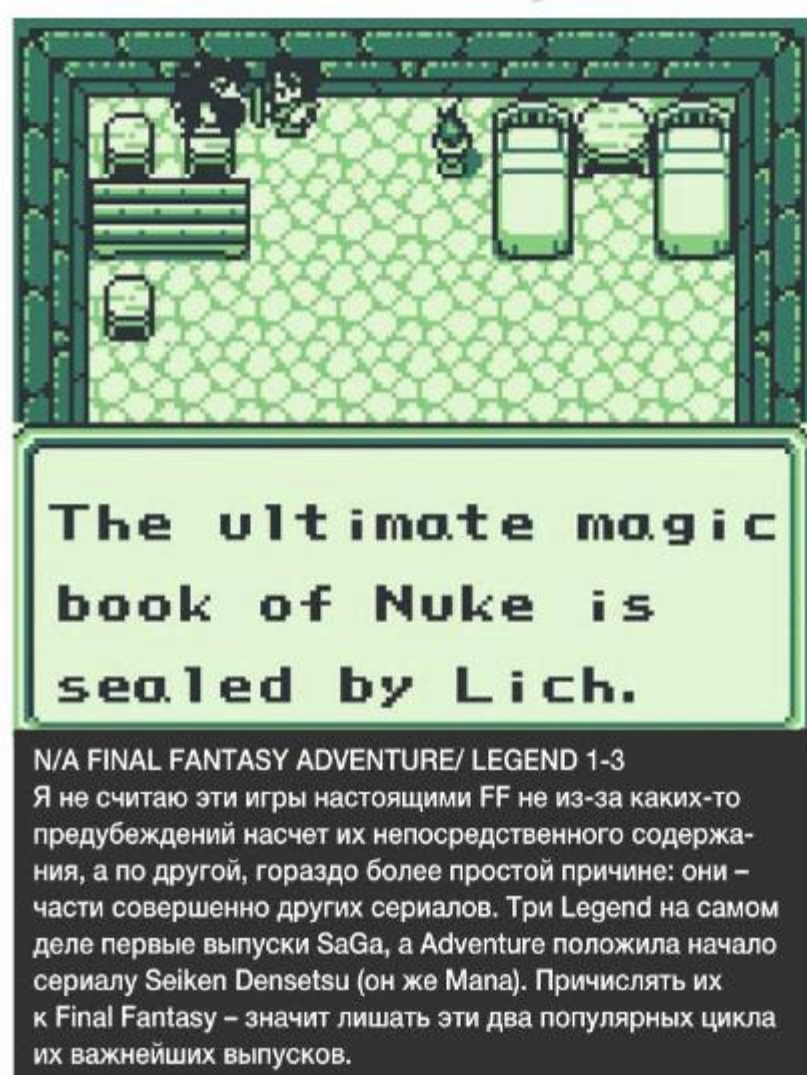 The ultimate magic
book of Nuke is
sealed by Lich.
N/A FINAL FANTASY ADVENTURE/ LEGEND 1-3
Я не считаю эти игры настоящими FF не из-за каких-то
предубеждений насчет их непосредственного содержа-
ния, а по другой, гораздо более простой причине: они –
части совершенно других сериалов. Три Legend на самом
деле первые выпуски SaGa, а Adventure положила начало
сериалу Seiken Densetsu (он же Mana). Причислять их
к Final Fantasy – значит лишать эти два популярных цикла
их важнейших выпусков.